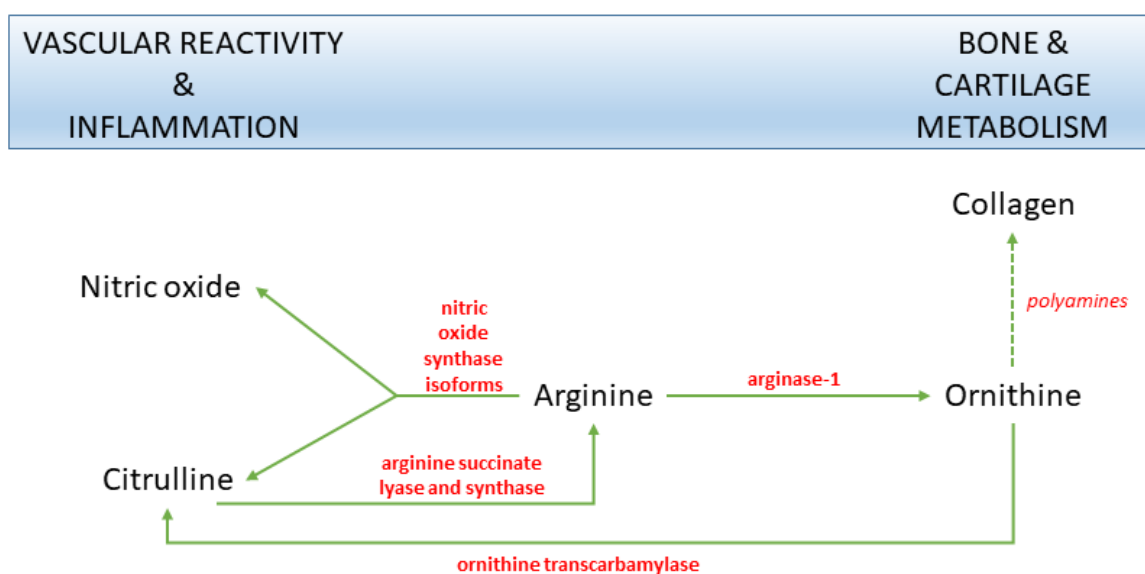 VASCULAR REACTIVITY
&
INFLAMMATION
BONE &
CARTILAGE
METABOLISM
Collagen
Nitric oxide
polyamines
nitric
oxide
synthase
isoforms
Arginine
arginase-1
Ornithine
Citrulline
arginine succinate
lyase and synthase
ornithine transcarbamylase